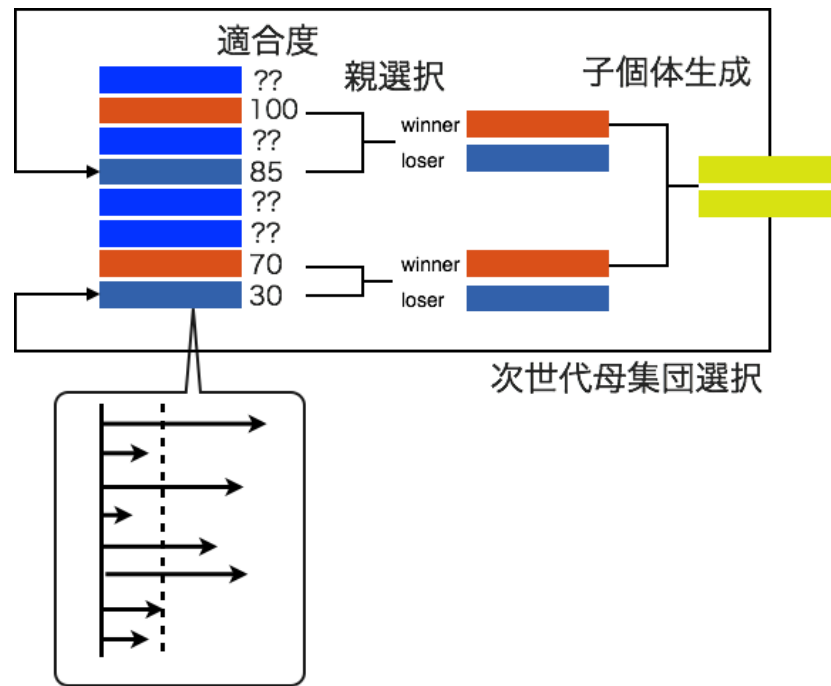 適合度
親選択
子個体生成
??
100
??
85
??
??
70
30
winner
loser
winner
loser
次世代母集団選択